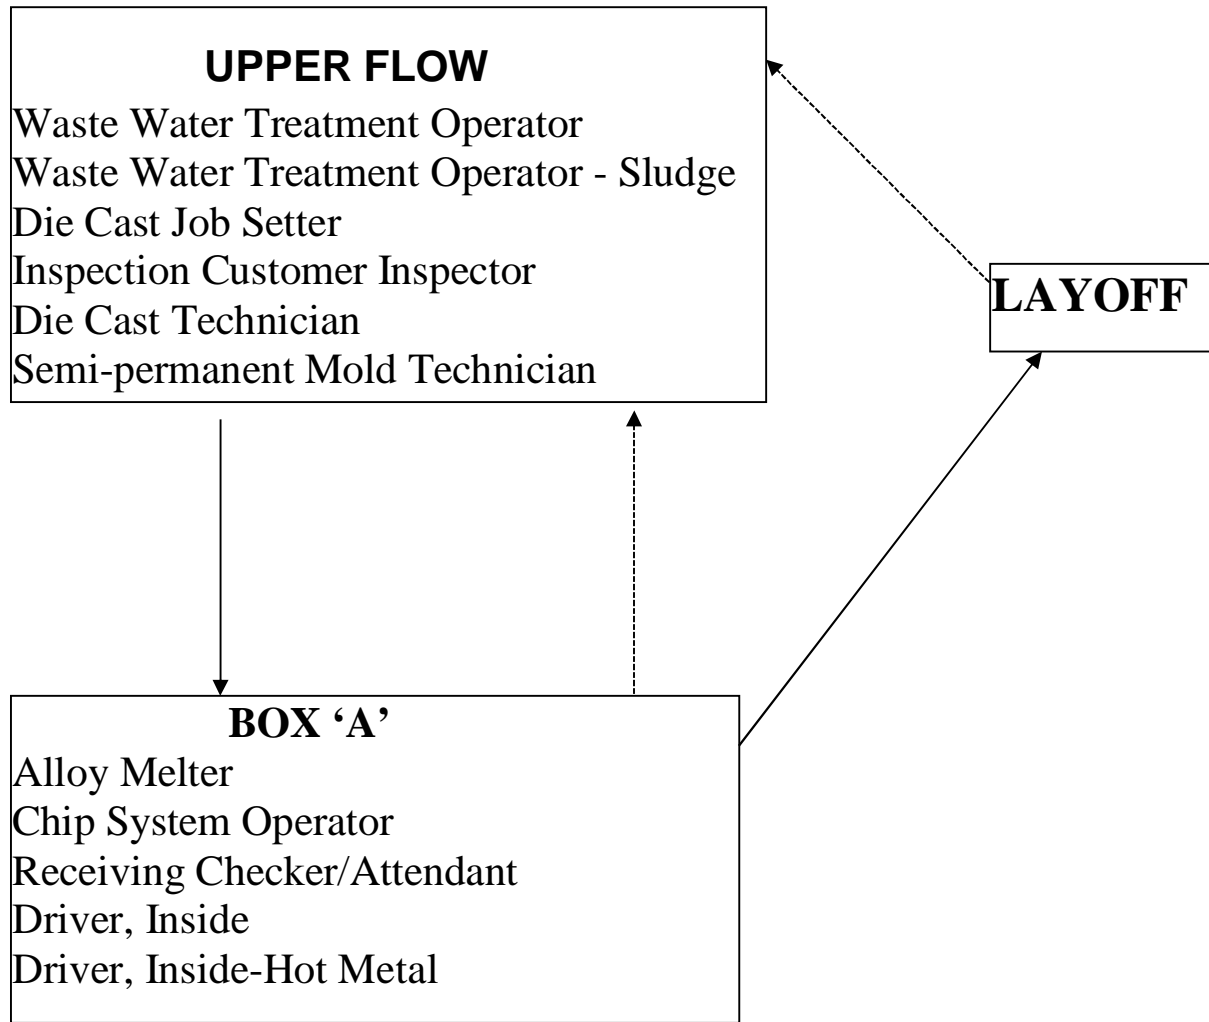 UPPER FLOW
Waste Water Treatment Operator
Waste Water Treatment Operator - Sludge
Die Cast Job Setter
Inspection Customer Inspector
Die Cast Technician
Semi-permanent Mold Technician
LAYOFF
BOX ‘A’
Alloy Melter
Chip System Operator
Receiving Checker/Attendant
Driver, Inside
Driver, Inside-Hot Metal